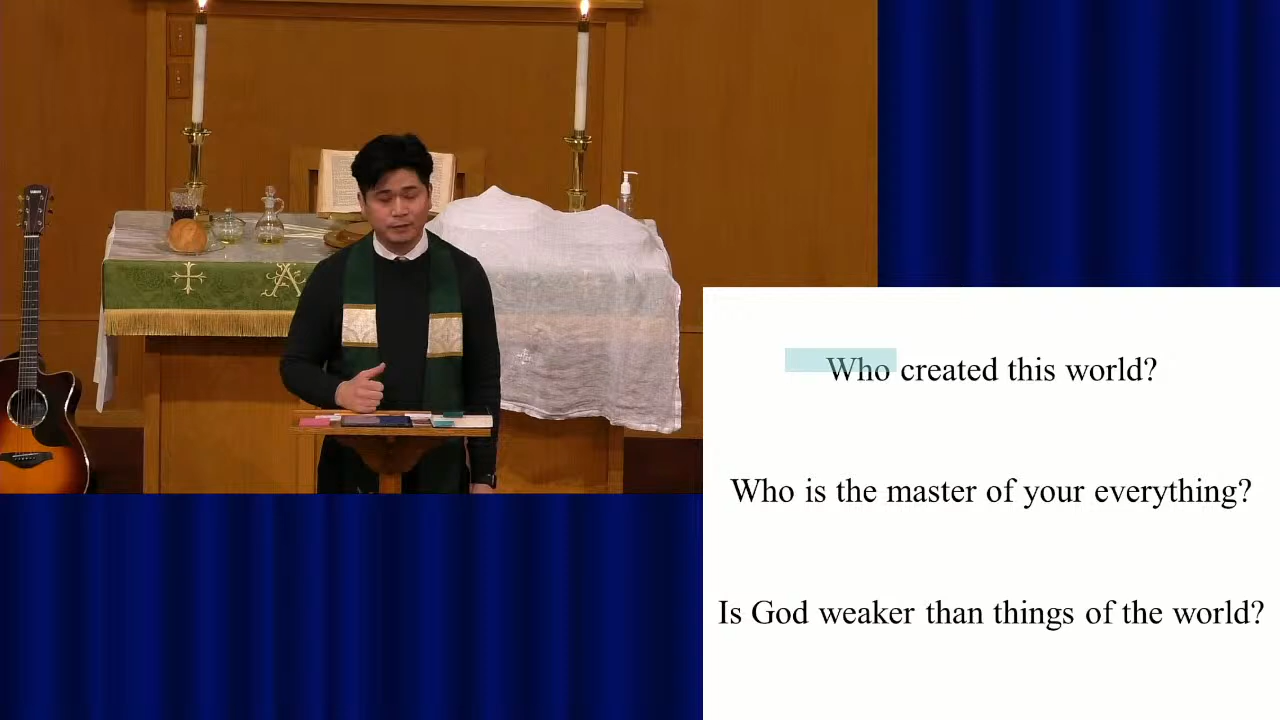 YAMAHA
Who created this world?
Who is the master of your everything?
Is God weaker than things of the world?